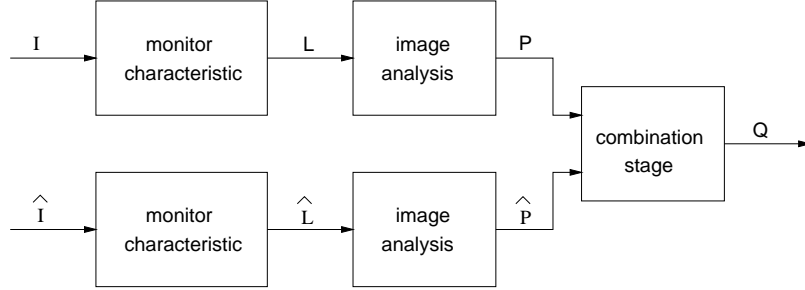 I
monitor
characteristic
L
image
analysis
P
combination
stage
Q
Î
monitor
characteristic
L̂
image
analysis
P̂